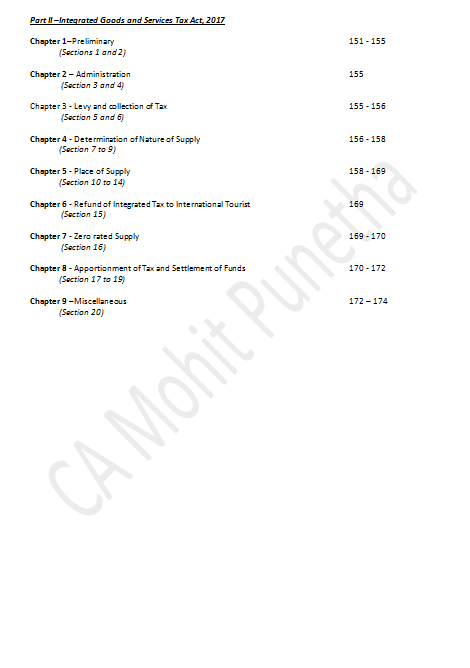 Part II –Integrated Goods and Services Tax Act, 2017
Chapter 1–Preliminary 151 - 155
(Sections 1 and 2)
Chapter 2 – Administration 155
(Section 3 and 4)
Chapter 3 - Levy and collection of Tax 155 - 156
(Section 5 and 6)
Chapter 4 - Determination of Nature of Supply 156 - 158
(Section 7 to 9)
Chapter 5 - Place of Supply 158 - 169
(Section 10 to 14)
Chapter 6 - Refund of Integrated Tax to International Tourist 169
(Section 15)
Chapter 7 - Zero rated Supply 169 - 170
(Section 16)
Chapter 8 - Apportionment of Tax and Settlement of Funds 170 - 172
(Section 17 to 19)
Chapter 9 –Miscellaneous 172 – 174
(Section 20)
CA Mohit Punetha